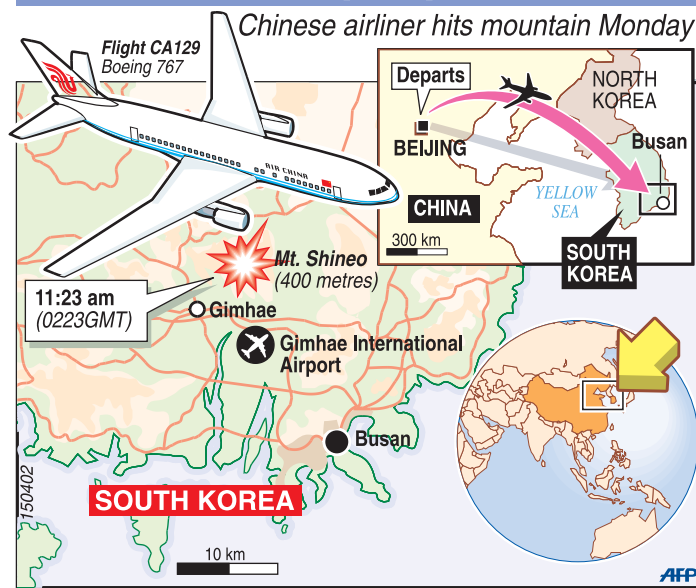 Chinese airliner hits mountain Monday
Flight CA129
Boeing 767
AIR CHINA
Departs
NORTH
KOREA
BEIJING
Busan
YELLOW
SEA
CHINA
300 km
SOUTH
KOREA
Mt. Shineo
(400 metres)
11:23 am
(0223GMT)
Gimhae
Gimhae International
Airport
Busan
SOUTH KOREA
150402
10 km
AFP